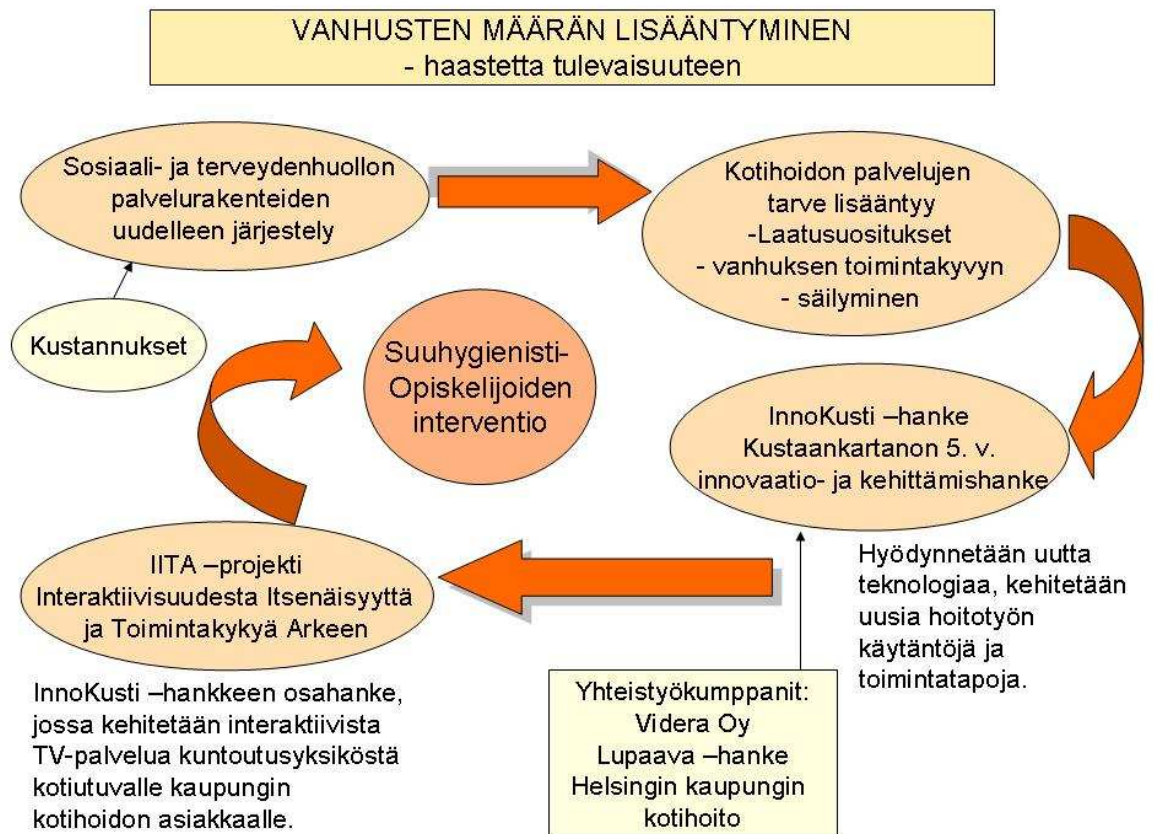 VANHUSTEN MÄÄRÄN LISÄÄNTYMINEN
- haastetta tulevaisuuteen
Sosiaali- ja terveydenhuollon
palvelurakenteiden
uudelleen järjestely
Kotihoidon palvelujen
tarve lisääntyy
-Laatusuositukset
- vanhuksen toimintakyvyn
- säilyminen
Kustannukset
Suuhygienisti-
Opiskelijoiden
interventio
InnoKusti –hanke
Kustaankartanon 5. v.
innovaatio- ja kehittämishanke
IITA –projekti
Interaktiivisuudesta Itsenäisyyttä
ja Toimintakykyä Arkeen
Hyödynnetään uutta
teknologiaa, kehitetään
uusia hoitotyön
käytäntöjä ja
toimintatapoja.
InnoKusti –hankkeen osahanke,
jossa kehitetään interaktiivista
TV-palvelua kuntoutusyksiköstä
kotiutuvalle kaupungin
kotihoidon asiakkaalle.
Yhteistyökumppanit:
Videra Oy
Lupaava –hanke
Helsingin kaupungin
kotihoito